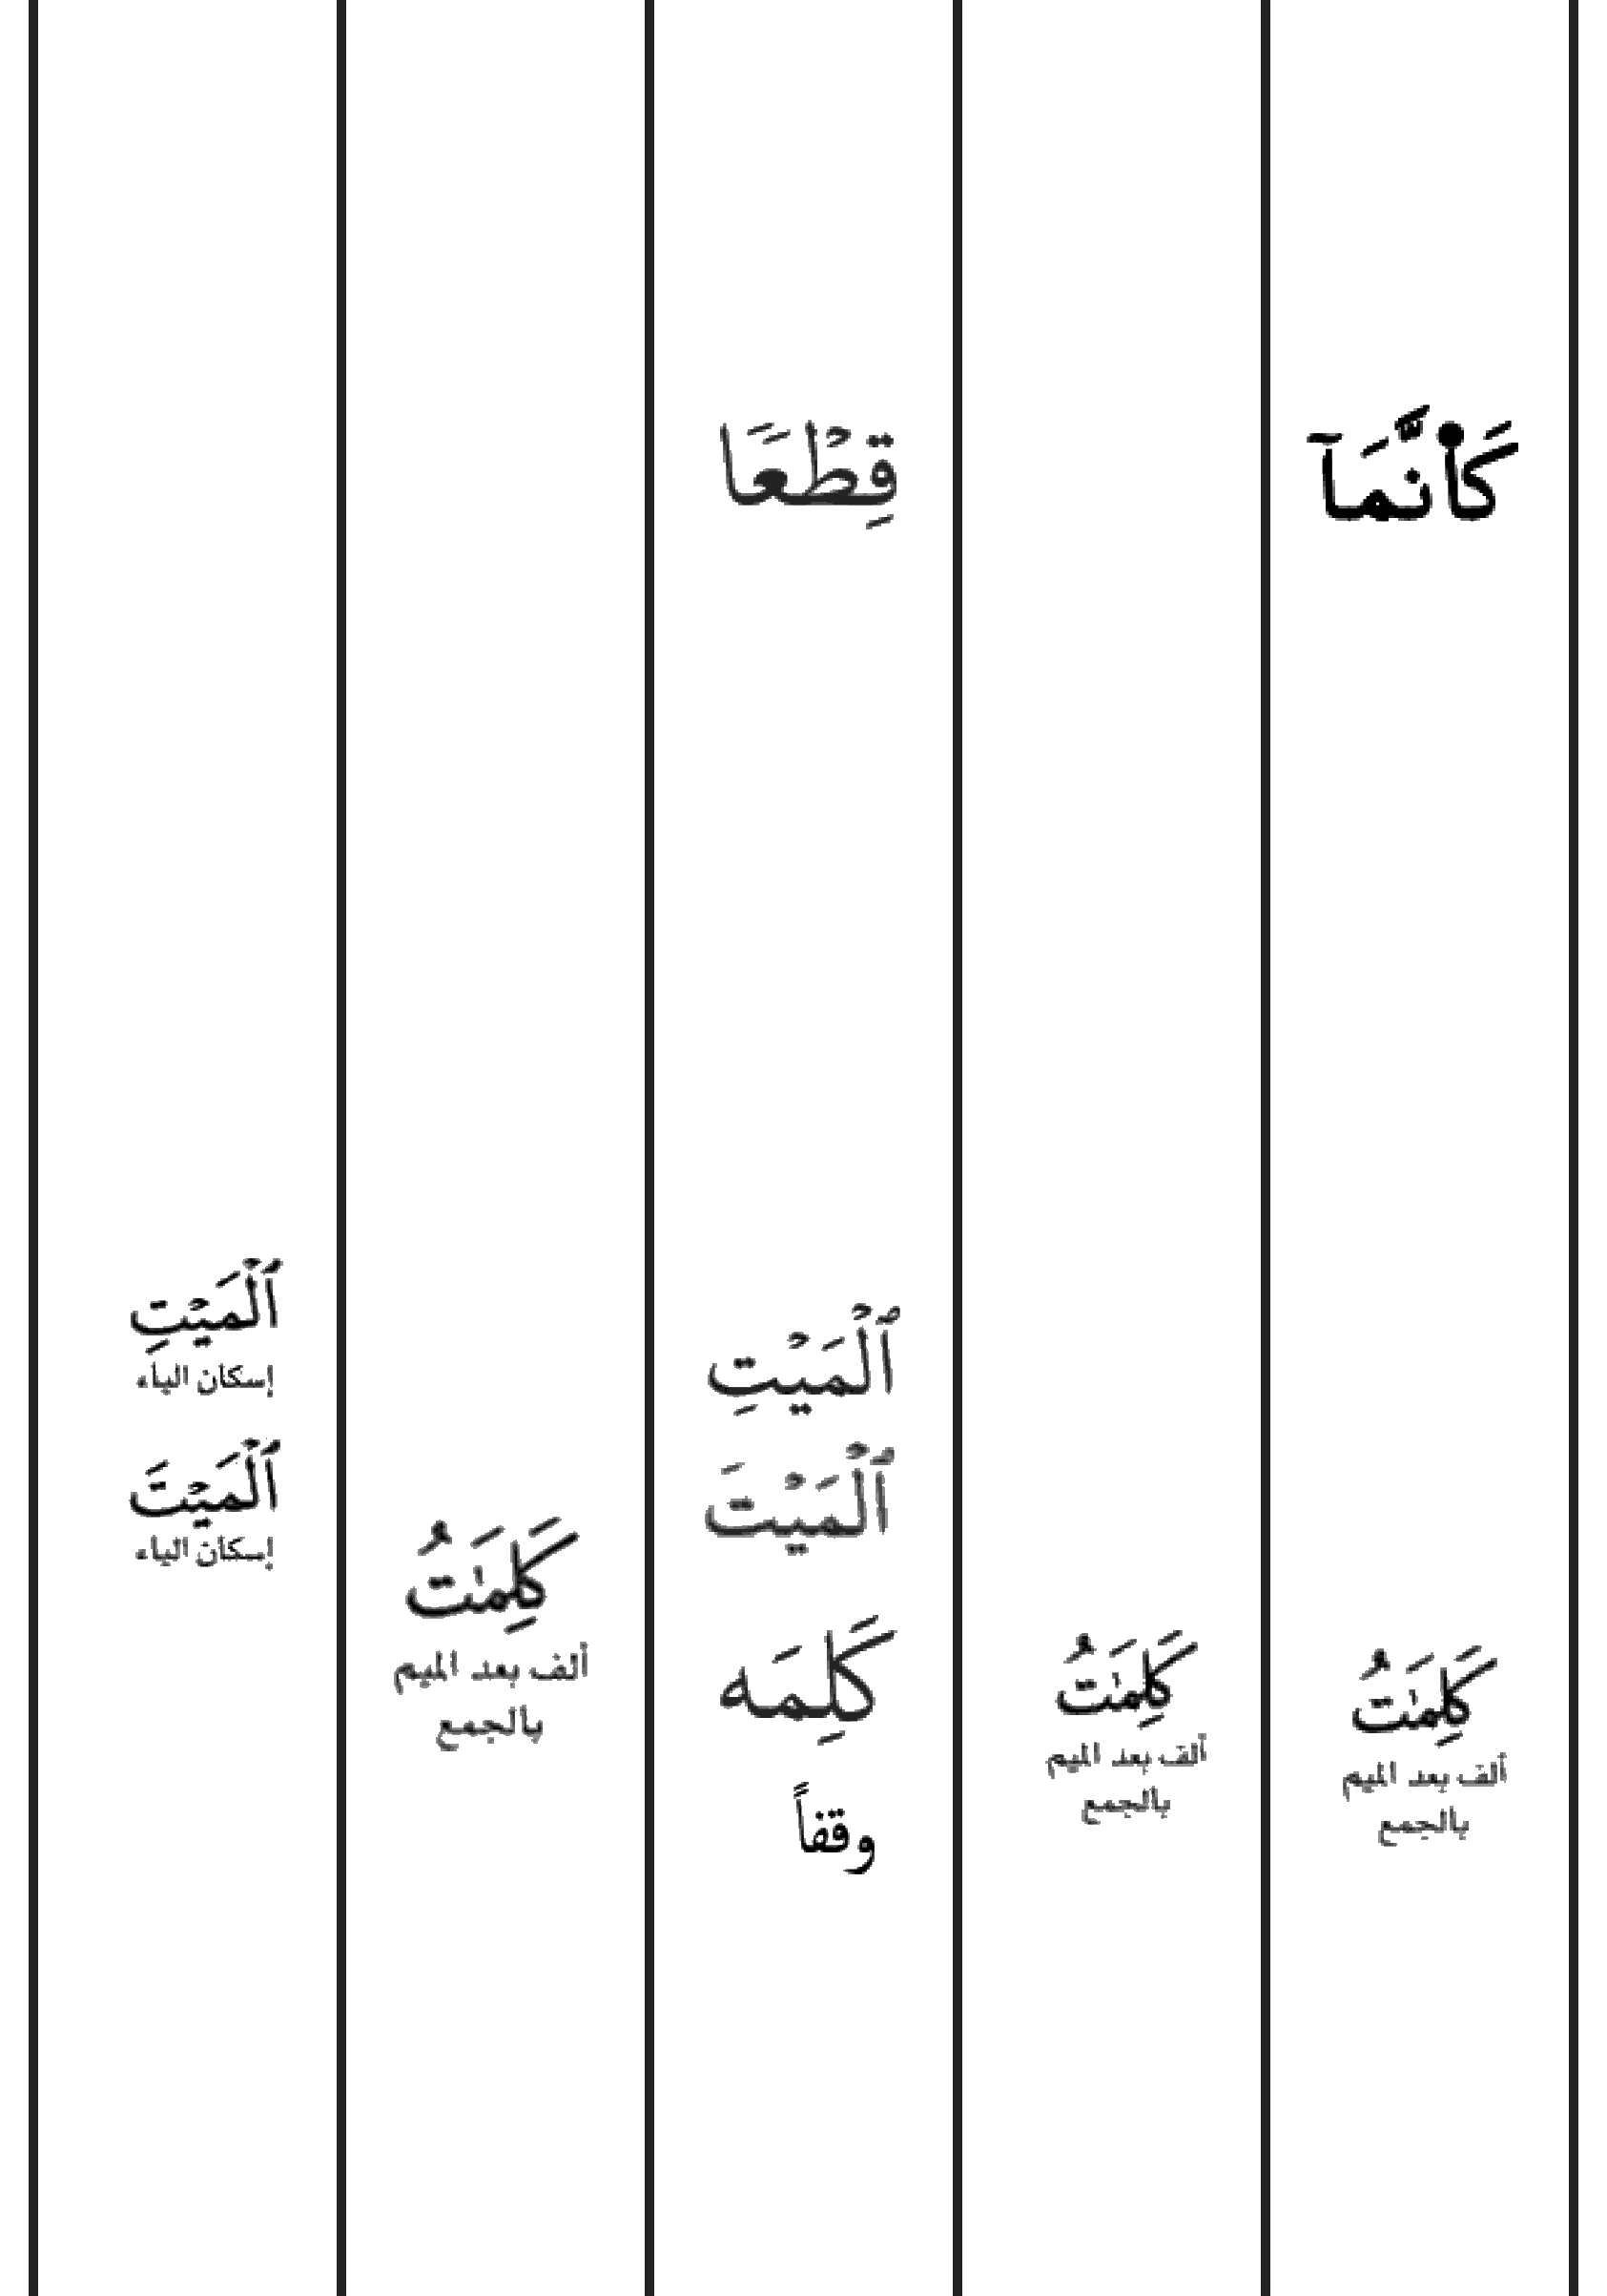 كَأَنَّمَآ
كَلِمَٰتُ
ألف بعد الميم
بالجمع
كَلِمَٰتُ
ألف بعد الميم
بالجمع
قِطْعًا
ٱلْمَيْتِ
ٱلْمَيْتَ
كَلِمَه
وقفاً
كَلِمَٰتُ
ألف بعد الميم
بالجمع
ٱلْمَيْتِ
إسكان الياء
ٱلْمَيْتَ
إسكان الياء